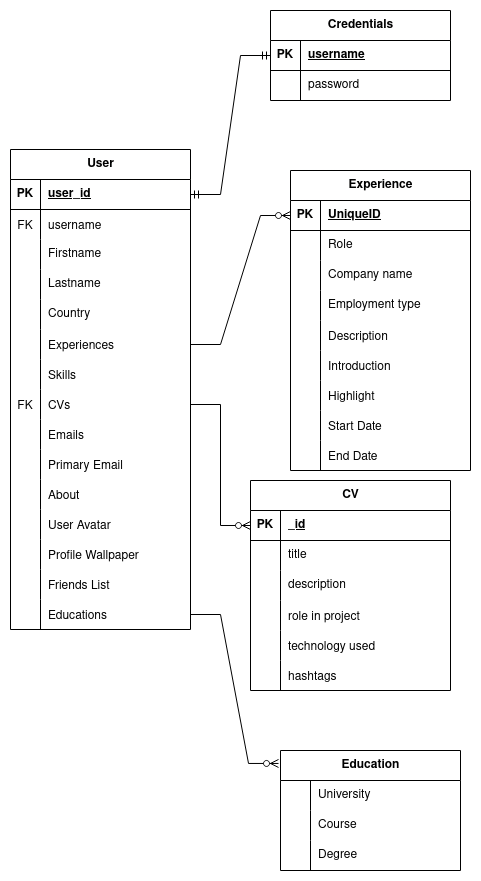 Credentials
PK username
password
User
PK user_id
FK username
Firstname
Lastname
Country
Experiences
Skills
FK CVs
Emails
Primary Email
About
User Avatar
Profile Wallpaper
Friends List
Educations
Experience
PK UniqueID
Role
Company name
Employment type
Description
Introduction
Highlight
Start Date
End Date
CV
PK _id
title
description
role in project
technology used
hashtags
Education
University
Course
Degree